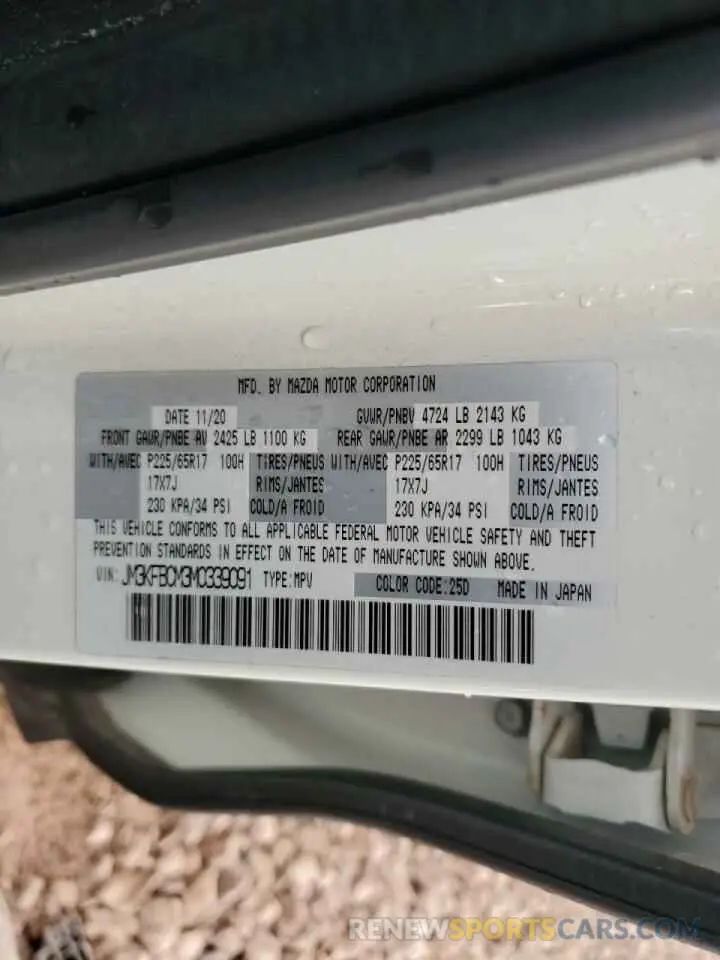 MFD. BY MAZDA MOTOR CORPORATION
DATE 11/20 GVWR/PNBV 4724 LB 2143 KG
FRONT GAWR/PNBE AV 2425 LB 1100 KG REAR GAWR/PNBE AR 2299 LB 1043 KG
WITH/AVEC P225/65R17 100H TIRES/PNEUS WITH/AVEC P225/65R17 100H TIRES/PNEUS
17X7J RIMS/JANTES 17X7J RIMS/JANTES
230 KPA/34 PSI COLD/A FROID 230 KPA/34 PSI COLD/A FROID
THIS VEHICLE CONFORMS TO ALL APPLICABLE FEDERAL MOTOR VEHICLE SAFETY AND THEFT
PREVENTION STANDARDS IN EFFECT ON THE DATE OF MANUFACTURE SHOWN ABOVE.
VIN: JM3KFBCM3M0339091 TYPE:MPV COLOR CODE:25D MADE IN JAPAN
RENEWSPORTSCARS.COM